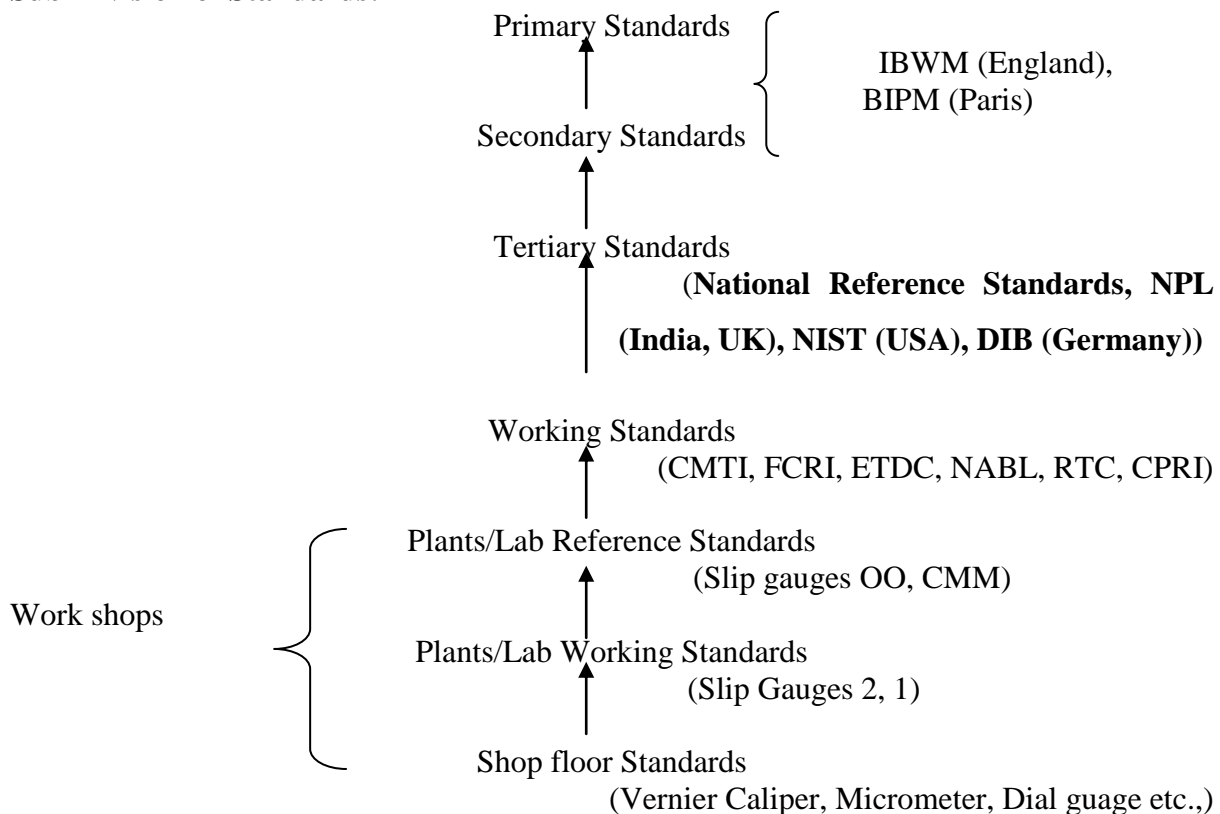 Primary Standards
IBWM (England),
BIPM (Paris)
Secondary Standards
Tertiary Standards
(National Reference Standards, NPL
(India, UK), NIST (USA), DIB (Germany))
Working Standards
(CMTI, FCRI, ETDC, NABL, RTC, CPRI)
Plants/Lab Reference Standards
(Slip gauges OO, CMM)
Work shops
Plants/Lab Working Standards
(Slip Gauges 2, 1)
Shop floor Standards
(Vernier Caliper, Micrometer, Dial guage etc.,)